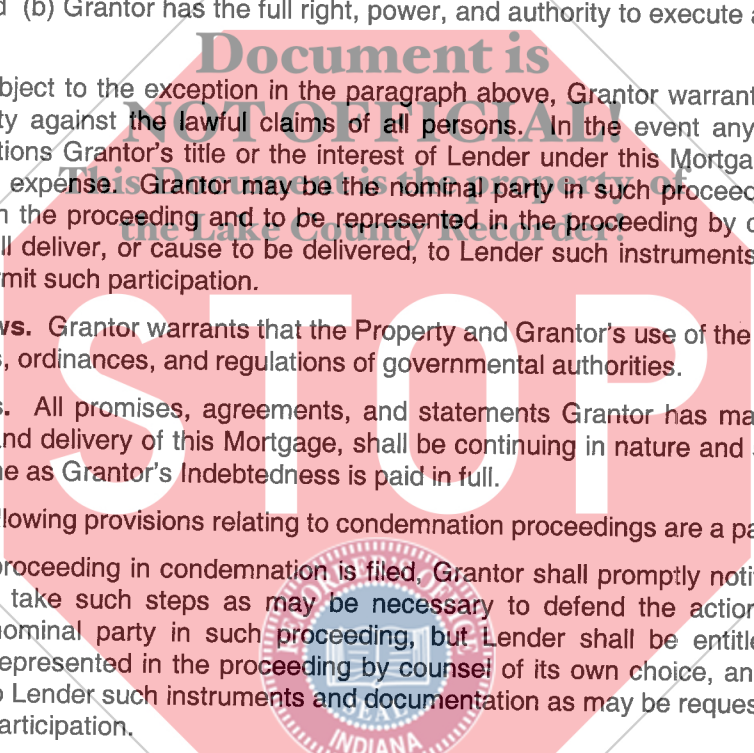 (b) Grantor has the full right, power, and authority to execute
Document is
bject to the exception in the paragraph above, Grantor warrant
NOT OFFICIAL!
ty against the lawful claims of all persons. In the event any
tions Grantor's title or the interest of Lender under this Mortga
This Document is the property of
expense. Grantor may be the nominal party in such proceed
n the proceeding and to be represented in the proceeding by c
the Lake County Recorder!
ll deliver, or cause to be delivered, to Lender such instruments
mit such participation.
STOP
ws. Grantor warrants that the Property and Grantor's use of the
s, ordinances, and regulations of governmental authorities.
s. All promises, agreements, and statements Grantor has ma
nd delivery of this Mortgage, shall be continuing in nature and
ne as Grantor's Indebtedness is paid in full.
llowing provisions relating to condemnation proceedings are a pa
proceeding in condemnation is filed, Grantor shall promptly noti
take such steps as may be necessary to defend the action
nominal party in such proceeding, but Lender shall be entitle
epresented in the proceeding by counsel of its own choice, an
o Lender such instruments and documentation as may be reques
articipation.
RECORDER'S OFFICE
SEAL
INDIANA